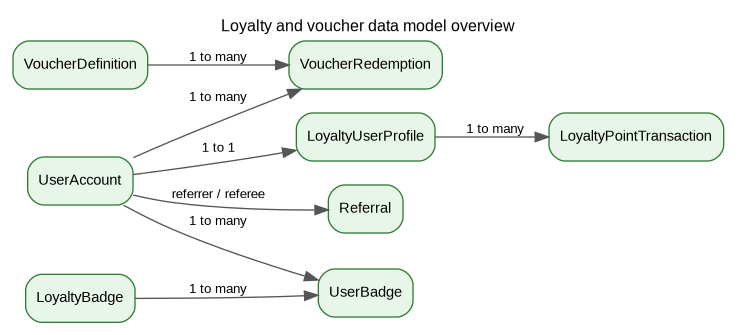 Loyalty and voucher data model overview
VoucherDefinition
1 to many
VoucherRedemption
1 to many
LoyaltyUserProfile
1 to many
LoyaltyPointTransaction
1 to 1
UserAccount
referrer / referee
Referral
1 to many
LoyaltyBadge
1 to many
UserBadge